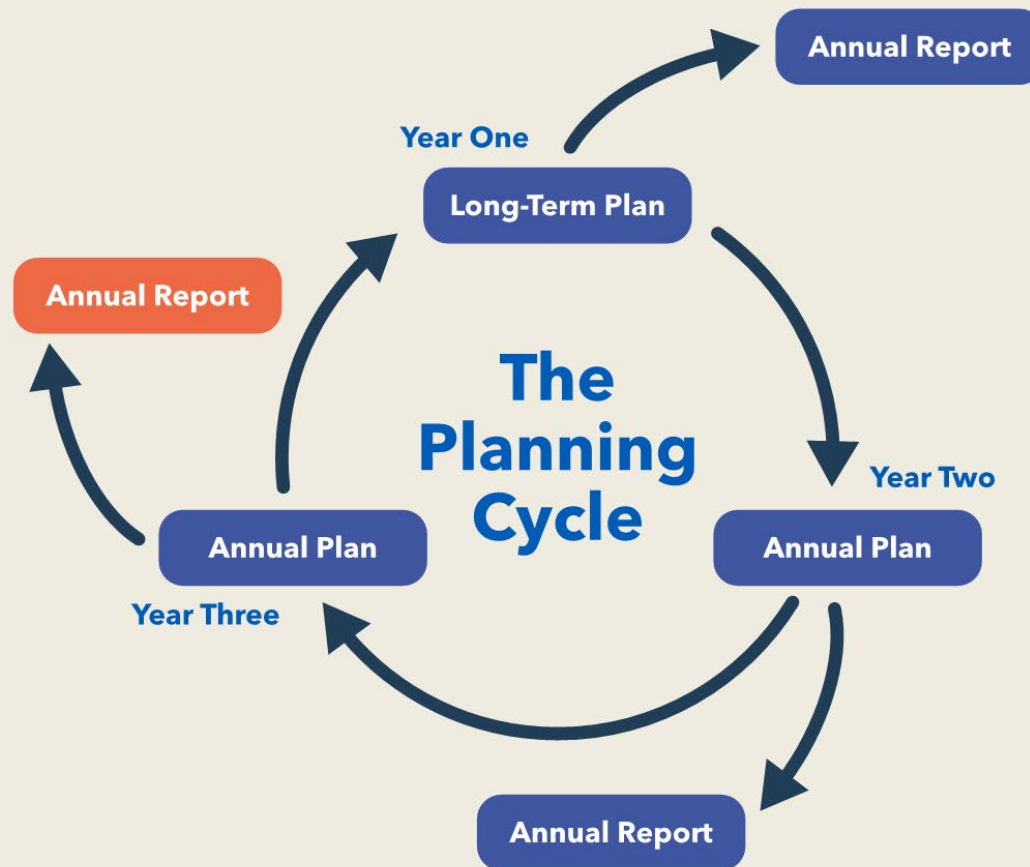 Annual Report
Year One
Long-Term Plan
Annual Report
The
Planning
Cycle
Year Two
Annual Plan
Annual Plan
Year Three
Annual Report